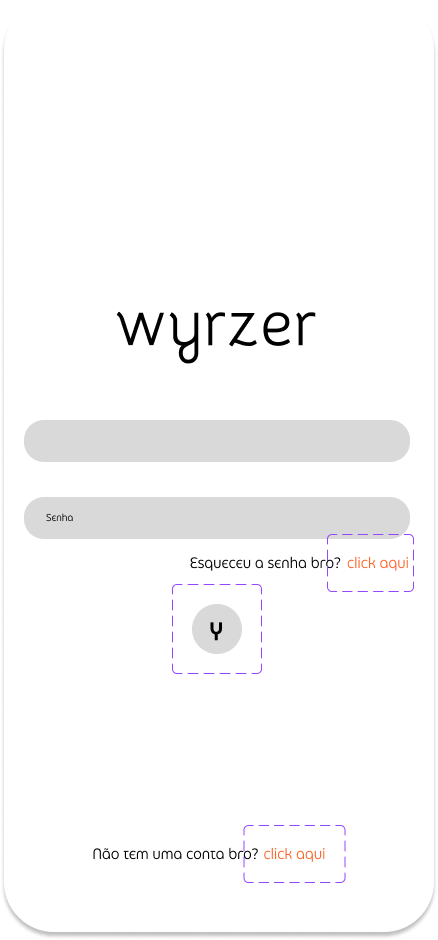 wyrzer
Senha
Esqueceu a senha bro? click aqui
Y
Não tem uma conta bro? click aqui